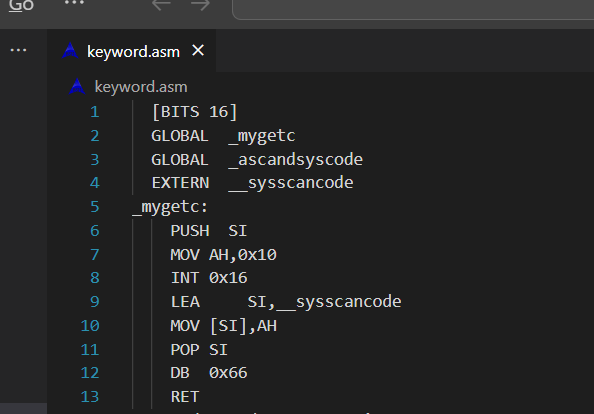 Go ...
... keyword.asm ×
keyword.asm
1 [BITS 16]
2 GLOBAL _mygetc
3 GLOBAL _ascandsyscode
4 EXTERN __sysscancode
5 _mygetc:
6 PUSH SI
7 MOV AH,0x10
8 INT 0x16
9 LEA SI,__sysscancode
10 MOV [SI],AH
11 POP SI
12 DB 0x66
13 RET